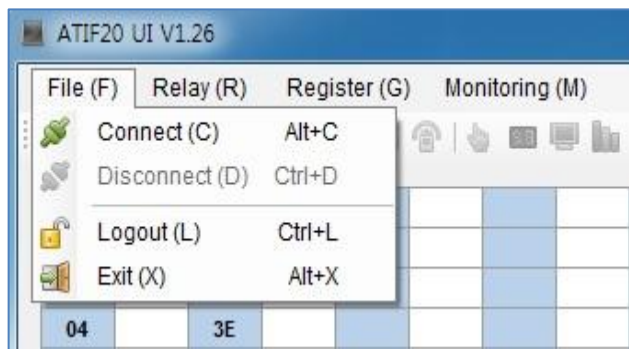 ATIF20 UI V1.26
File (F) Relay (R) Register (G) Monitoring (M)
Connect (C) Alt+C
Disconnect (D) Ctrl+D
Logout (L) Ctrl+L
Exit (X) Alt+X
04 3E